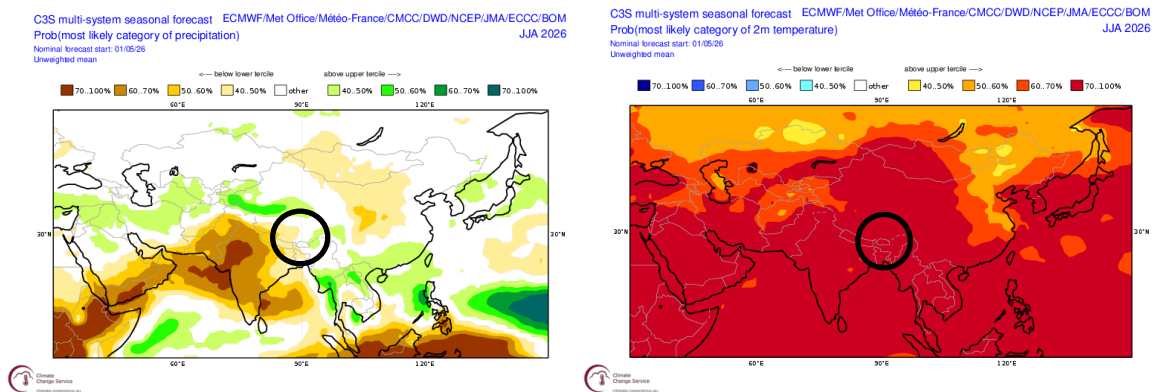 C3S multi-system seasonal forecast ECMWF/Met Office/Météo-France/CMCC/DWD/NCEP/JMA/ECCC/BOM
Prob(most likely category of precipitation) JJA 2026
Nominal forecast start: 01/05/26
Unweighted mean
<---- below lower tercile above upper tercile ---->
70..100% 60..70% 50..60% 40..50% other 40..50% 50..60% 60..70% 70..100%
60°E 90°E 120°E
30°N 30°N
60°E 90°E 120°E
Climate
Change Service
climate.copernicus.eu
C3S multi-system seasonal forecast ECMWF/Met Office/Météo-France/CMCC/DWD/NCEP/JMA/ECCC/BOM
Prob(most likely category of 2m temperature) JJA 2026
Nominal forecast start: 01/05/26
Unweighted mean
<---- below lower tercile above upper tercile ---->
70..100% 60..70% 50..60% 40..50% other 40..50% 50..60% 60..70% 70..100%
60°E 90°E 120°E
30°N 30°N
60°E 90°E 120°E
Climate
Change Service
climate.copernicus.eu